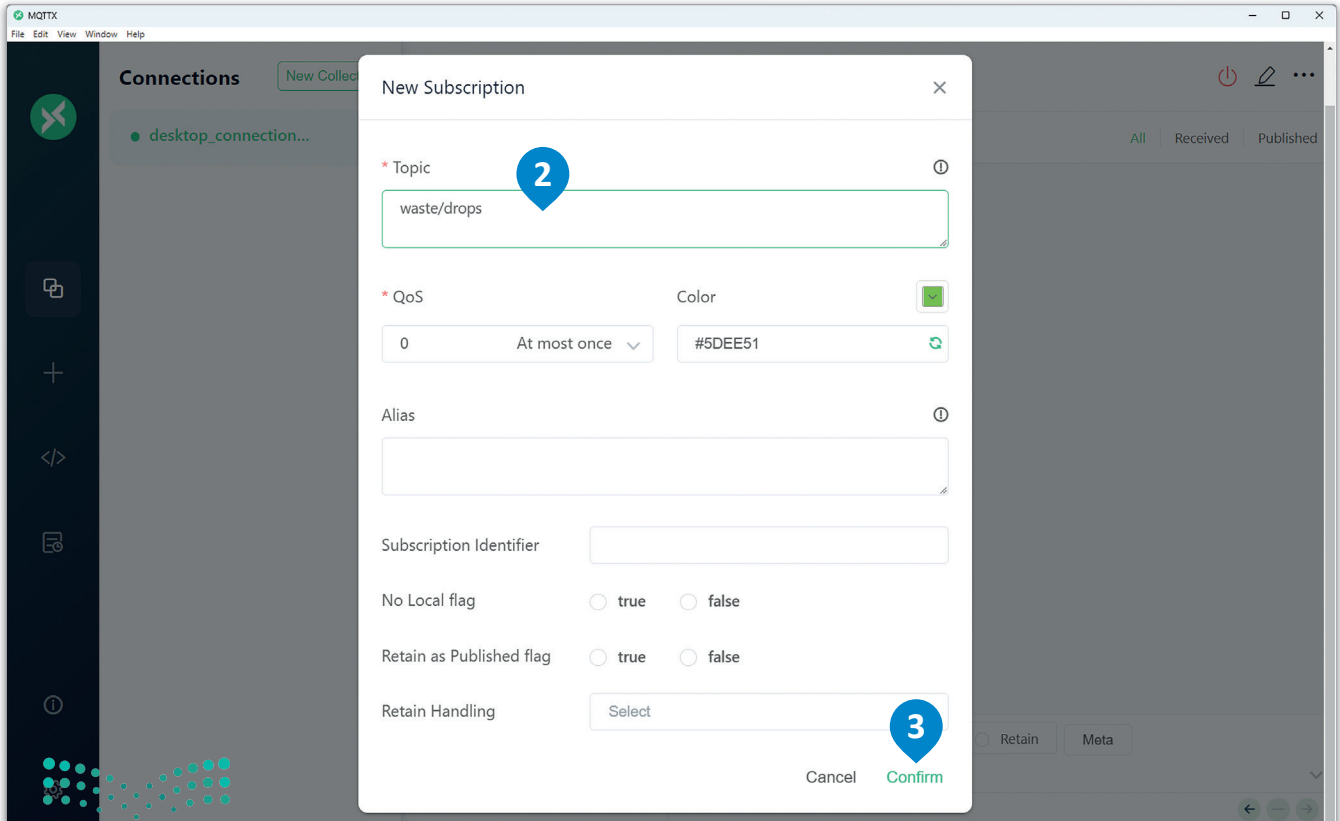 MQTTX
File Edit View Window Help
Connections
New Collec
desktop_connection...
All Received Published
New Subscription
* Topic
2
waste/drops
* QoS
Color
0 At most once
#5DEE51
Alias
Subscription Identifier
No Local flag
true false
Retain as Published flag
true false
Retain Handling
Select
3
Retain Meta
Cancel Confirm